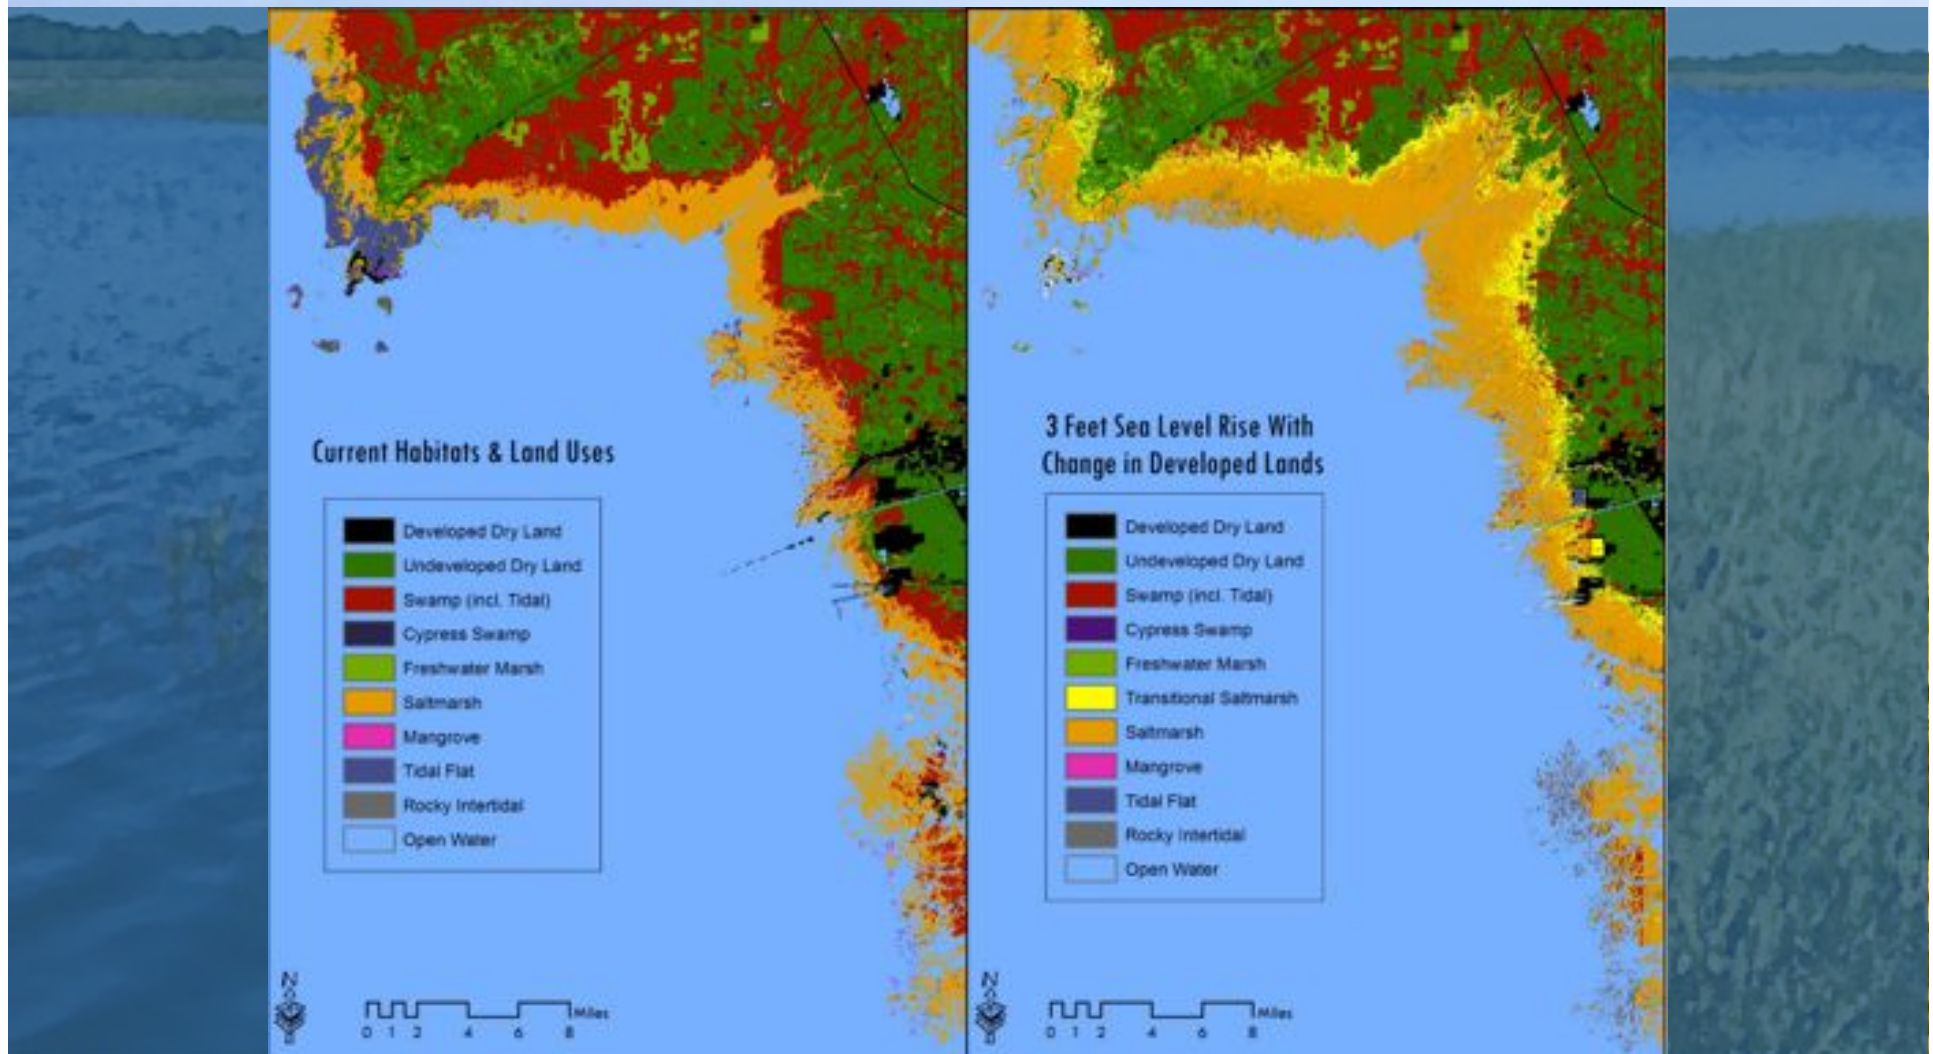 Current Habitats & Land Uses
Developed Dry Land
Undeveloped Dry Land
Swamp (incl. Tidal)
Cypress Swamp
Freshwater Marsh
Saltmarsh
Mangrove
Tidal Flat
Rocky Intertidal
Open Water
N
0 1 2 4 6 8 Miles
3 Feet Sea Level Rise With
Change in Developed Lands
Developed Dry Land
Undeveloped Dry Land
Swamp (incl. Tidal)
Cypress Swamp
Freshwater Marsh
Transitional Saltmarsh
Saltmarsh
Mangrove
Tidal Flat
Rocky Intertidal
Open Water
N
0 1 2 4 6 8 Miles